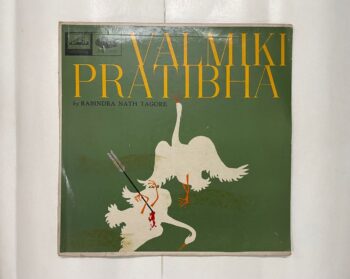 VALMIKI
PRATIBHA
by RABINDRA NATH TAGORE